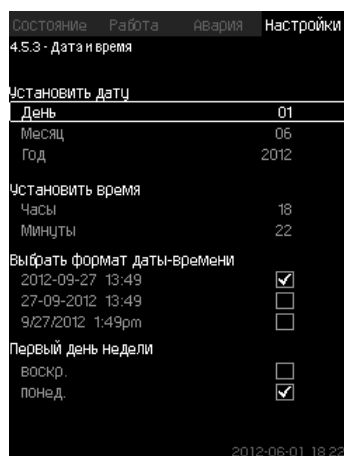 Состояние Работа Авария Настройки
4.5.3 - Дата и время
Установить дату
День 01
Месяц 06
Год 2012
Установить время
Часы 18
Минуты 22
Выбрать формат даты-времени
2012-09-27 13:49
27-09-2012 13:49
9/27/2012 1:49pm
Первый день недели
воскр.
понед.
2012-06-01 18:22